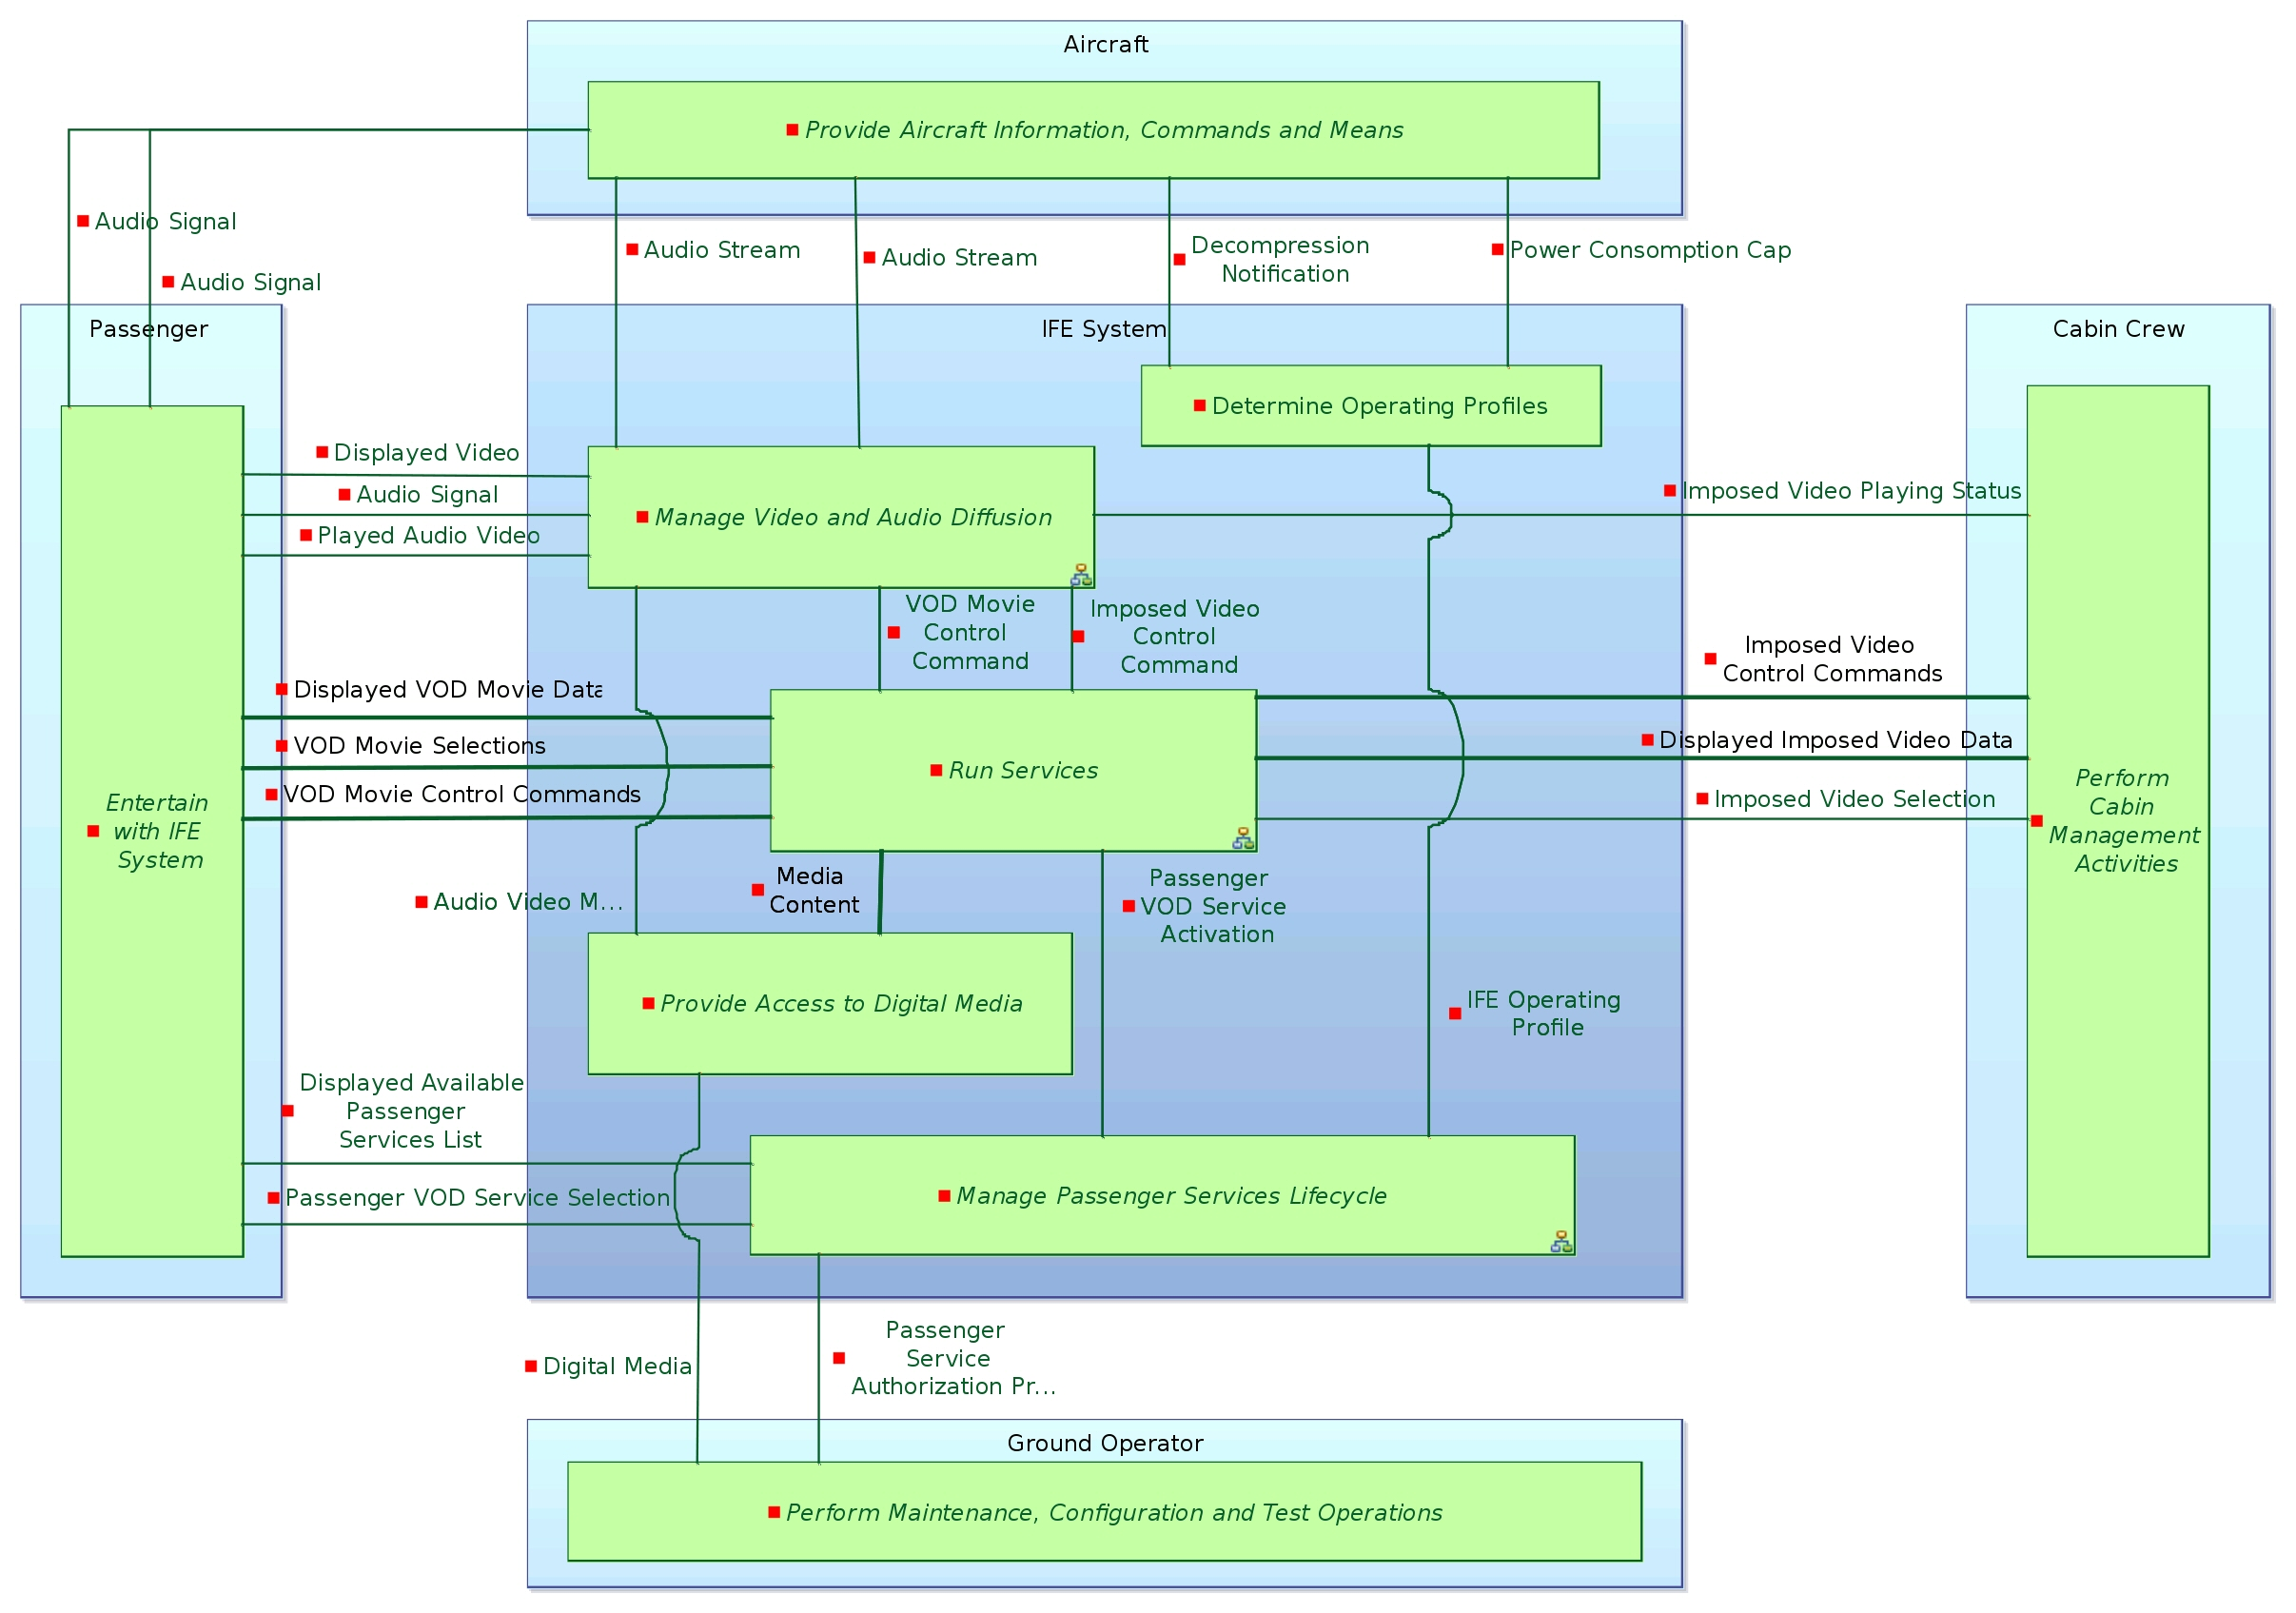 Aircraft
Provide Aircraft Information, Commands and Means
Audio Signal
Audio Signal
Audio Stream
Audio Stream
Decompression
Notification
Power Consomption Cap
Passenger
IFE System
Cabin Crew
Determine Operating Profiles
Displayed Video
Audio Signal
Played Audio Video
Manage Video and Audio Diffusion
Imposed Video Playing Status
VOD Movie
Control
Command
Imposed Video
Control
Command
Imposed Video
Control Commands
Displayed VOD Movie Data
VOD Movie Selections
VOD Movie Control Commands
Run Services
Displayed Imposed Video Data
Imposed Video Selection
Entertain
with IFE
System
Perform
Cabin
Management
Activities
Audio Video M...
Media
Content
Passenger
VOD Service
Activation
Provide Access to Digital Media
IFE Operating
Profile
Displayed Available
Passenger
Services List
Passenger VOD Service Selection
Manage Passenger Services Lifecycle
Digital Media
Passenger
Service
Authorization Pr...
Ground Operator
Perform Maintenance, Configuration and Test Operations